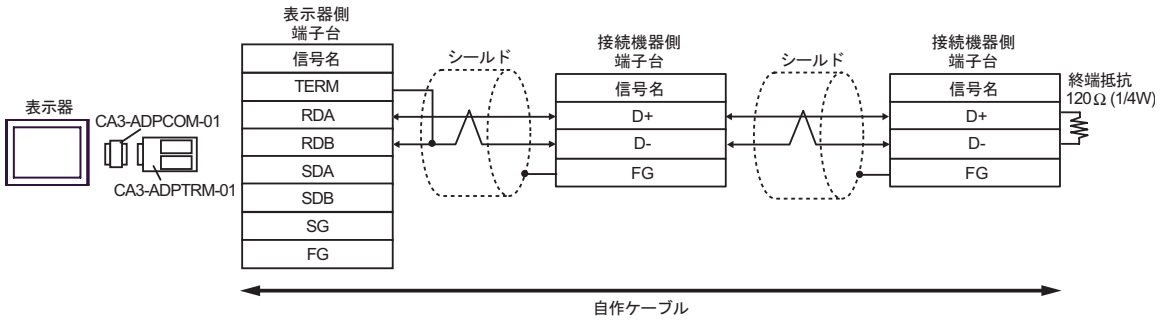 表示器
CA3-ADPCOM-01
CA3-ADPTRM-01
表示器側
端子台
信号名
TERM
RDA
RDB
SDA
SDB
SG
FG
シールド
接続機器側
端子台
信号名
D+
D-
FG
シールド
接続機器側
端子台
信号名
D+
D-
FG
終端抵抗
120Ω (1/4W)
自作ケーブル